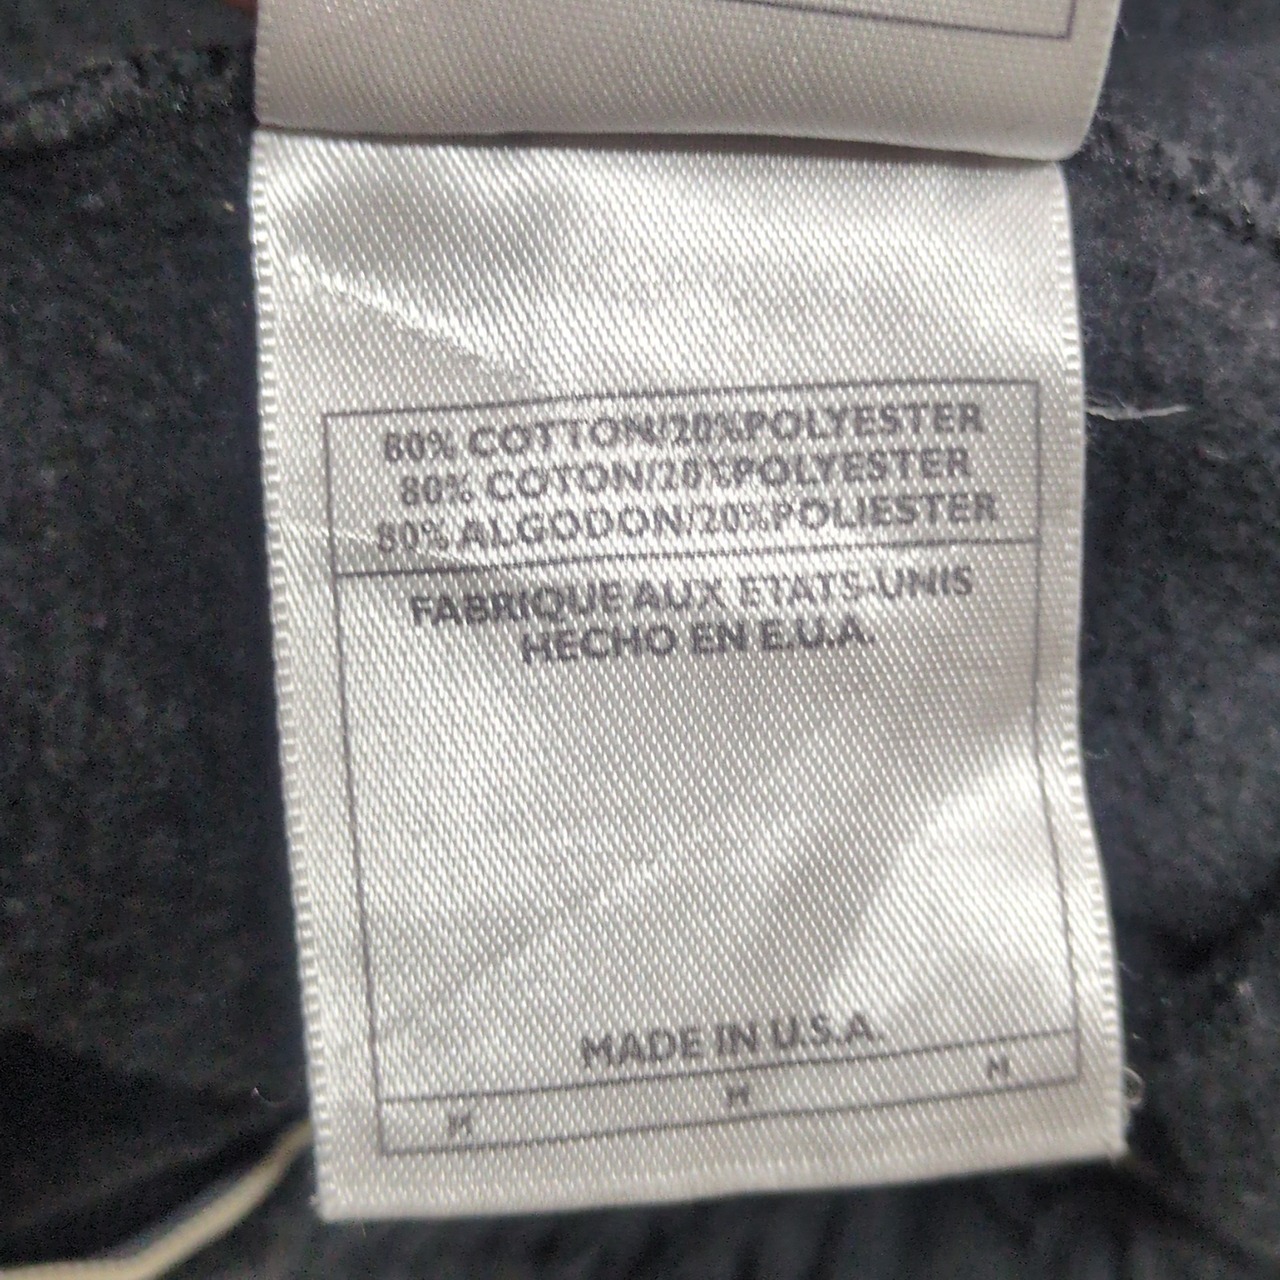 80% COTTON/20%POLYESTER
80% COTON/20%POLYESTER
80% ALGODON/20%POLIESTER
FABRIQUE AUX ETATS-UNIS
HECHO EN E.U.A.
MADE IN U.S.A.
M M M